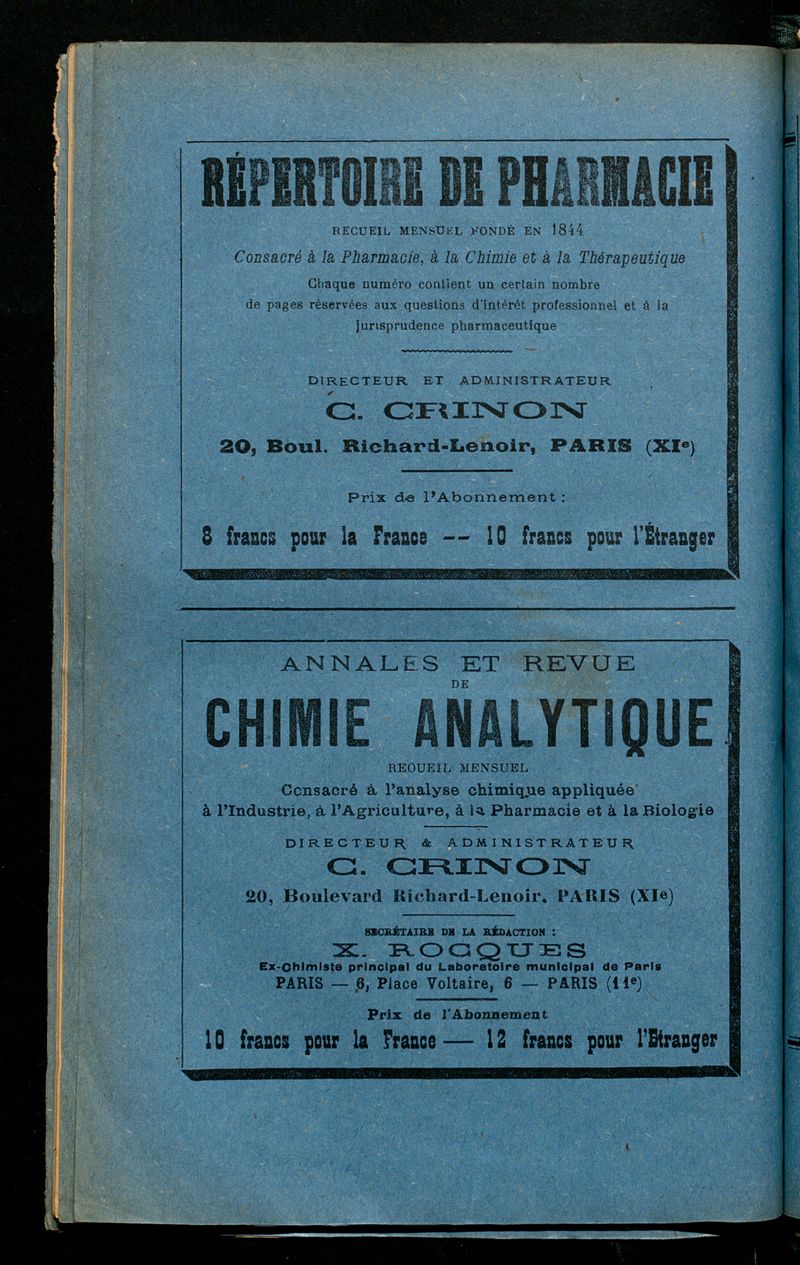 RÉPERTOIRE DE PHARMACIE
RECUEIL MENSUEL FONDÉ EN 1844
Consacré à la Pharmacie, à la Chimie et à la Thérapeutique
Chaque numéro contient un certain nombre
de pages réservées aux questions d'intérêt professionnel et à la
jurisprudence pharmaceutique
DIRECTEUR ET ADMINISTRATEUR
C. CRINON
20, Boul. Richard-Lenoir, PARIS (XIe)
Prix de l'Abonnement :
8 francs pour la France -- 10 francs pour l'Étranger
ANNALES ET REVUE
DE
CHIMIE ANALYTIQUE
REOUEIL MENSUEL
Consacré à l'analyse chimique appliquée
à l'Industrie, à l'Agriculture, à la Pharmacie et à la Biologie
DIRECTEUR & ADMINISTRATEUR
C. CRINON
20, Boulevard Richard-Lenoir, PARIS (XIe)
SECRÉTAIRE DE LA RÉDACTION :
X. ROCQUES
Ex-Chimiste principal du Laboratoire municipal de Paris
PARIS — 6, Place Voltaire, 6 — PARIS (11e)
Prix de l'Abonnement
10 francs pour la France — 12 francs pour l'Etranger